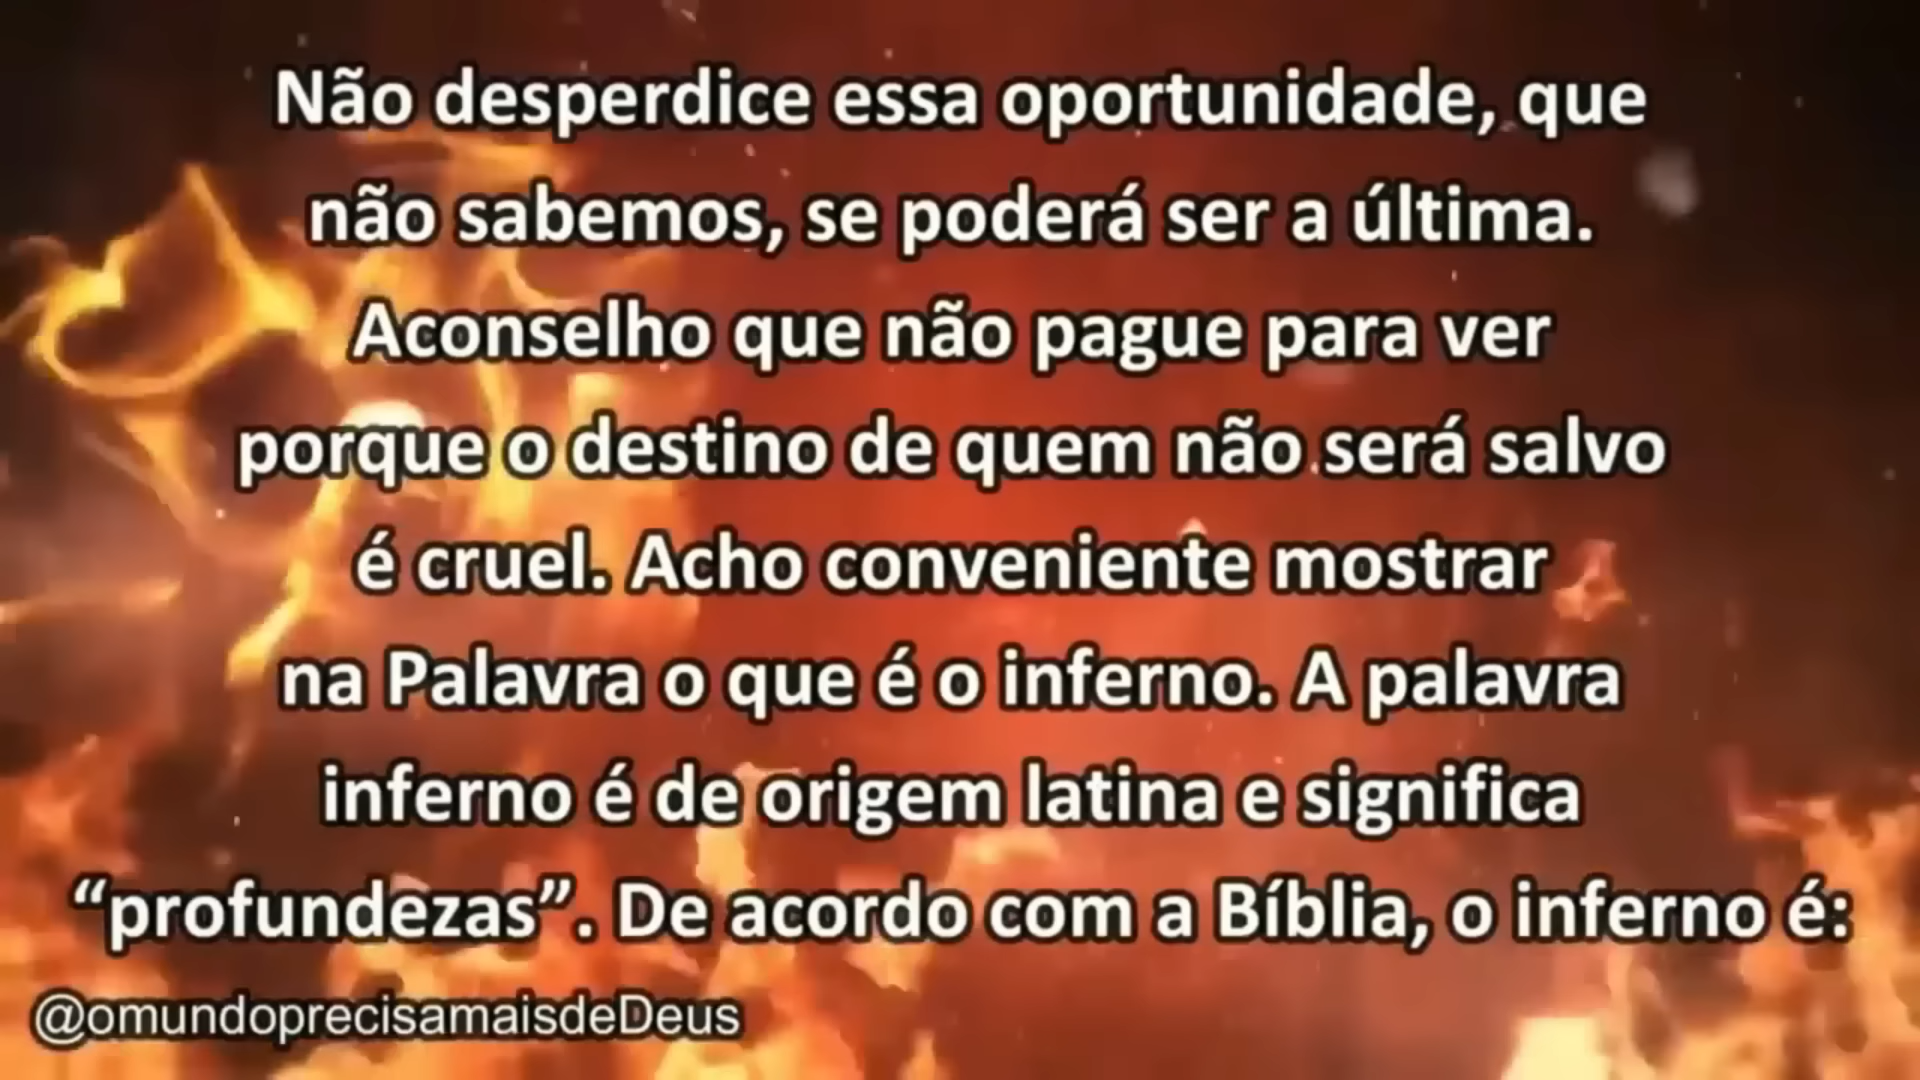 Não desperdice essa oportunidade, que
não sabemos, se poderá ser a última.
Aconselho que não pague para ver
porque o destino de quem não será salvo
é cruel. Acho conveniente mostrar
na Palavra o que é o inferno. A palavra
inferno é de origem latina e significa
“profundezas”. De acordo com a Bíblia, o inferno é:
@omundoprecisamaisdeDeus